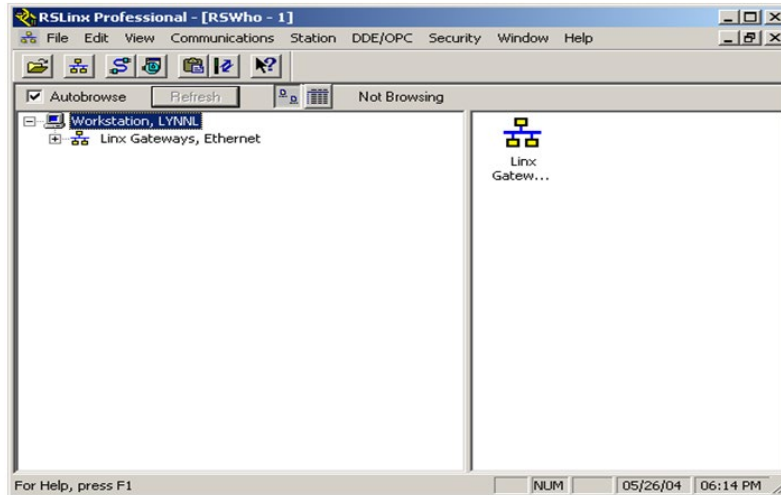 RSLinx Professional - [RSWho - 1]
File Edit View Communications Station DDE/OPC Security Window Help
Autobrowse Refresh Not Browsing
Workstation, LYNNL
Linx Gateways, Ethernet
Linx
Gatew...
For Help, press F1 NUM 05/26/04 06:14 PM